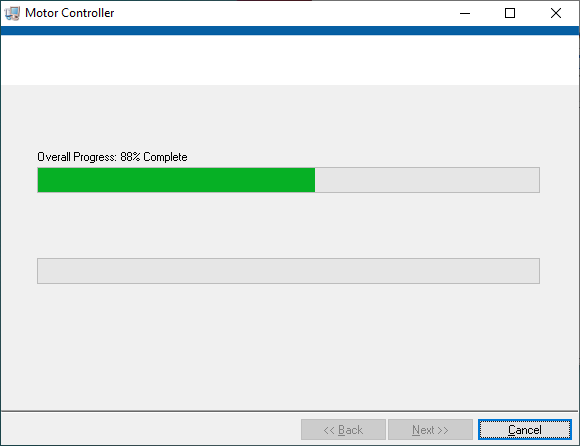 Motor Controller
Overall Progress: 88% Complete
<< Back
Next >>
Cancel